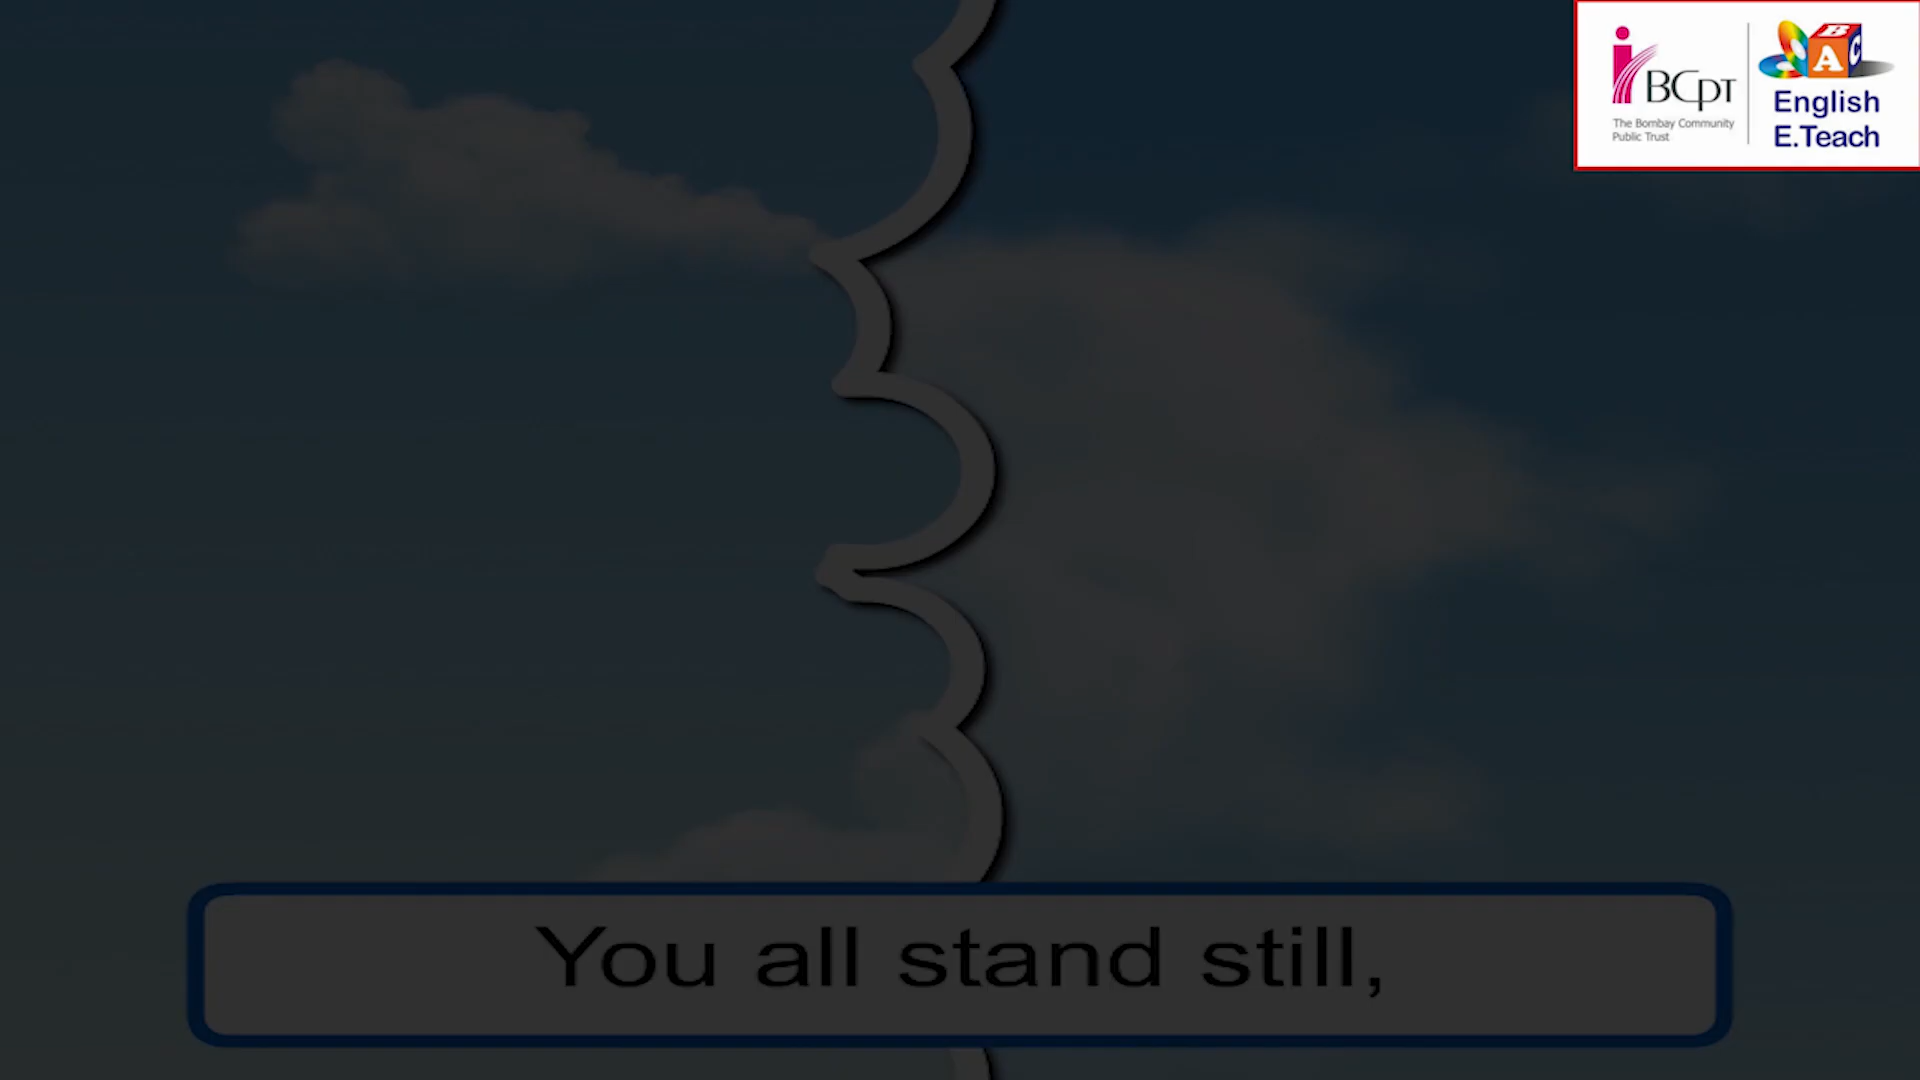 BCPT
The Bombay Community
Public Trust
B
A
C
English
E.Teach
You all stand still,